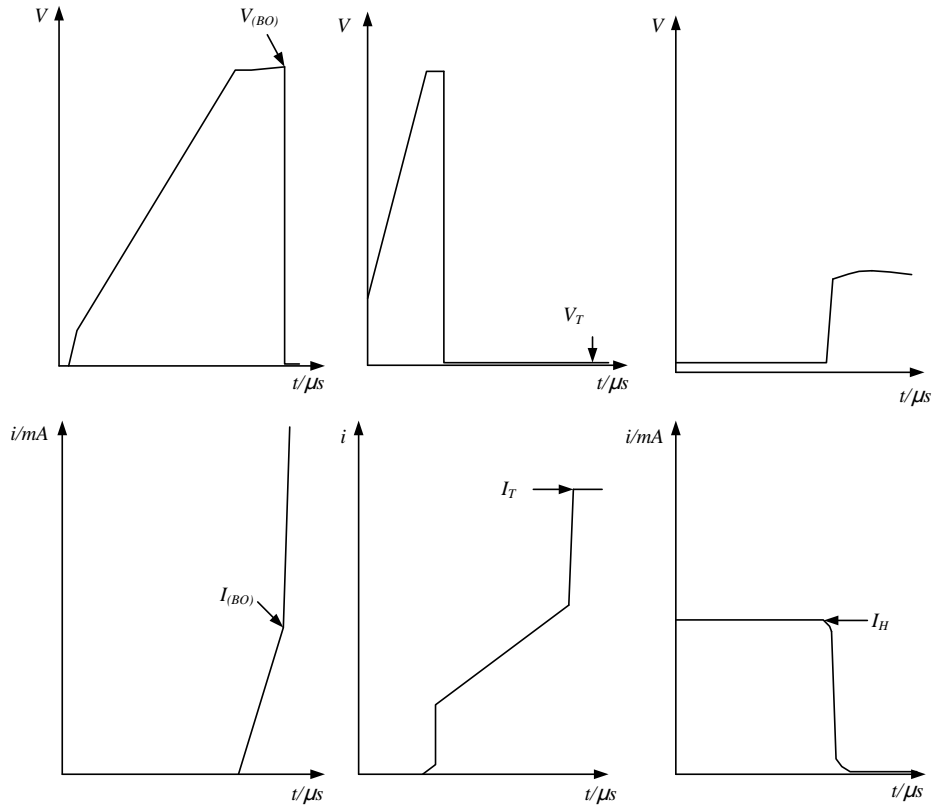 V
V(BO)
t/μs
V
VT
t/μs
V
t/μs
i/mA
I(BO)
t/μs
i
IT
t/μs
i/mA
IH
t/μs